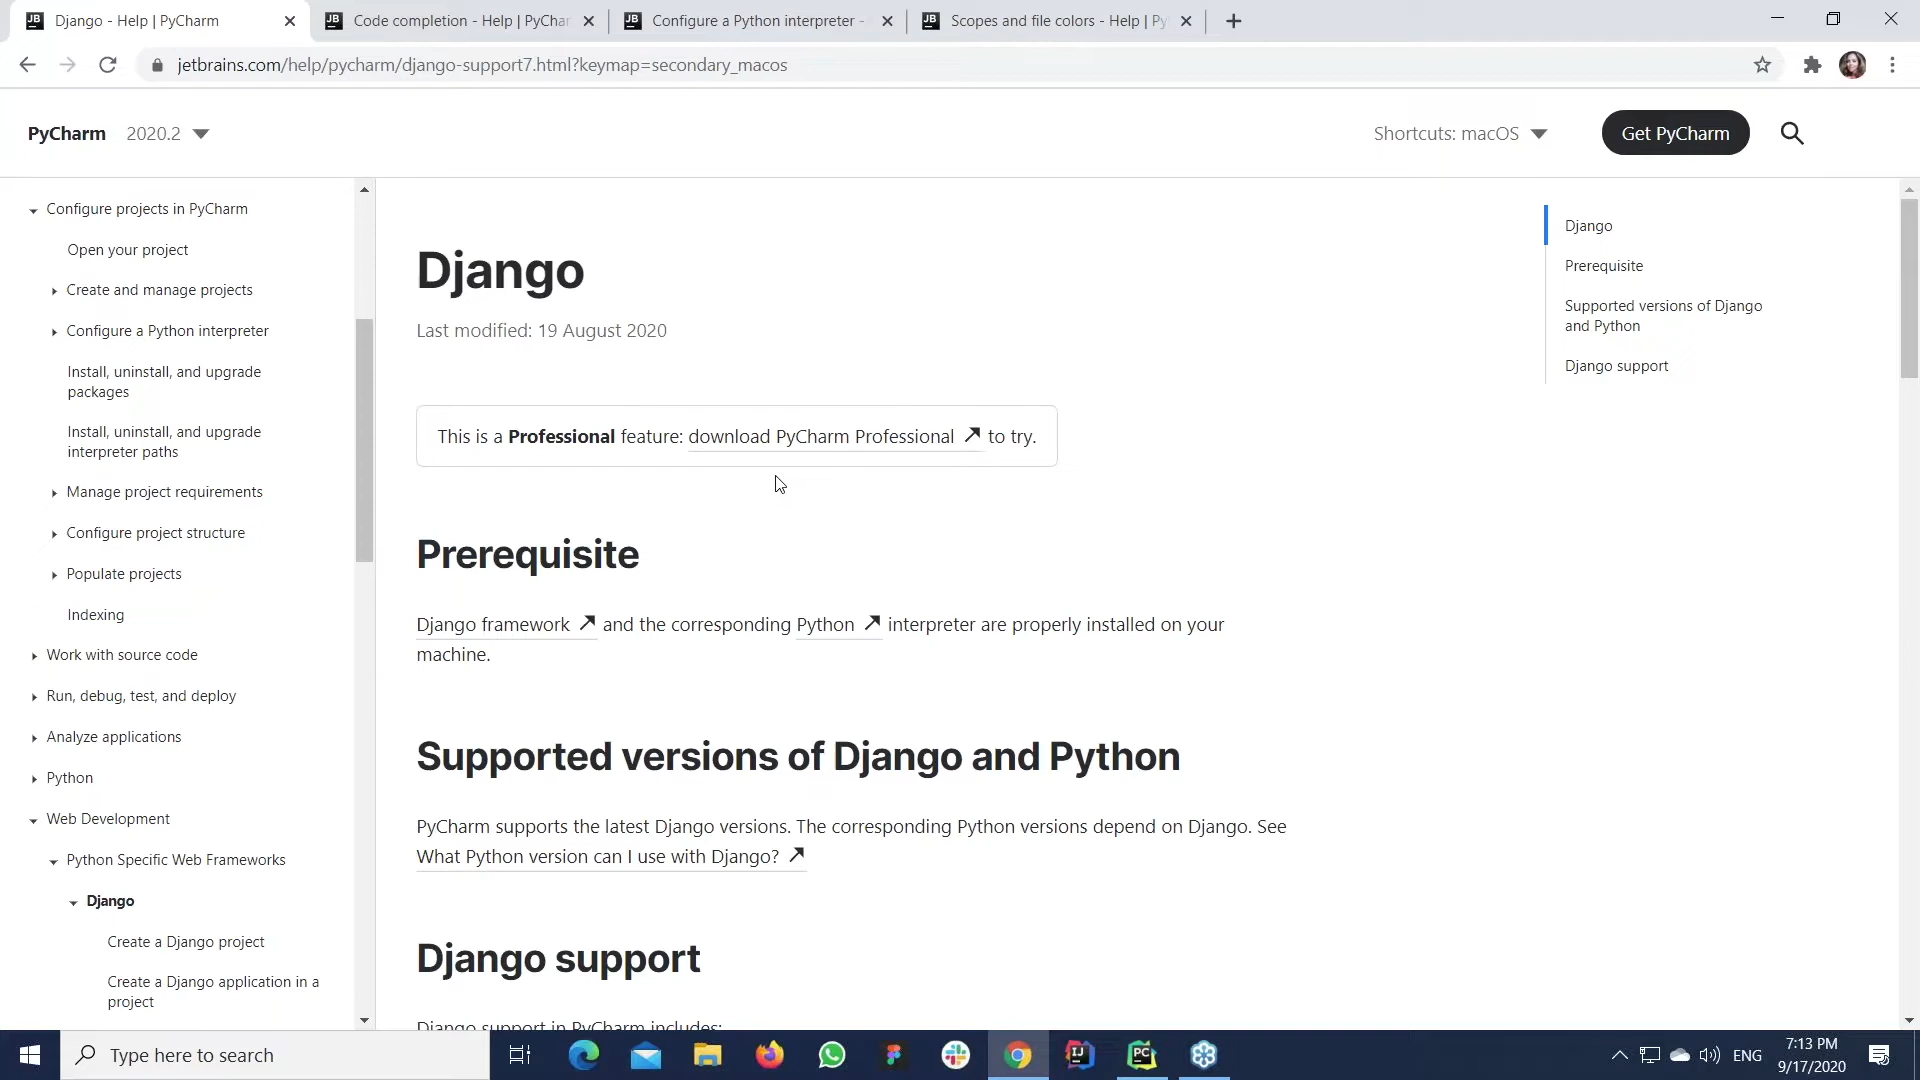 Django - Help | PyCharm
Code completion - Help | PyChar
Configure a Python interpreter -
Scopes and file colors - Help | Py
jetbrains.com/help/pycharm/django-support7.html?keymap=secondary_macos
PyCharm 2020.2
Shortcuts: macOS
Get PyCharm
Configure projects in PyCharm
Open your project
Create and manage projects
Configure a Python interpreter
Install, uninstall, and upgrade
packages
Install, uninstall, and upgrade
interpreter paths
Manage project requirements
Configure project structure
Populate projects
Indexing
Work with source code
Run, debug, test, and deploy
Analyze applications
Python
Web Development
Python Specific Web Frameworks
Django
Create a Django project
Create a Django application in a
project
Django
Last modified: 19 August 2020
This is a Professional feature: download PyCharm Professional to try.
Prerequisite
Django framework and the corresponding Python interpreter are properly installed on your
machine.
Supported versions of Django and Python
PyCharm supports the latest Django versions. The corresponding Python versions depend on Django. See
What Python version can I use with Django?
Django support
Django support in PyCharm includes:
Django
Prerequisite
Supported versions of Django
and Python
Django support
Type here to search
ENG
7:13 PM
9/17/2020